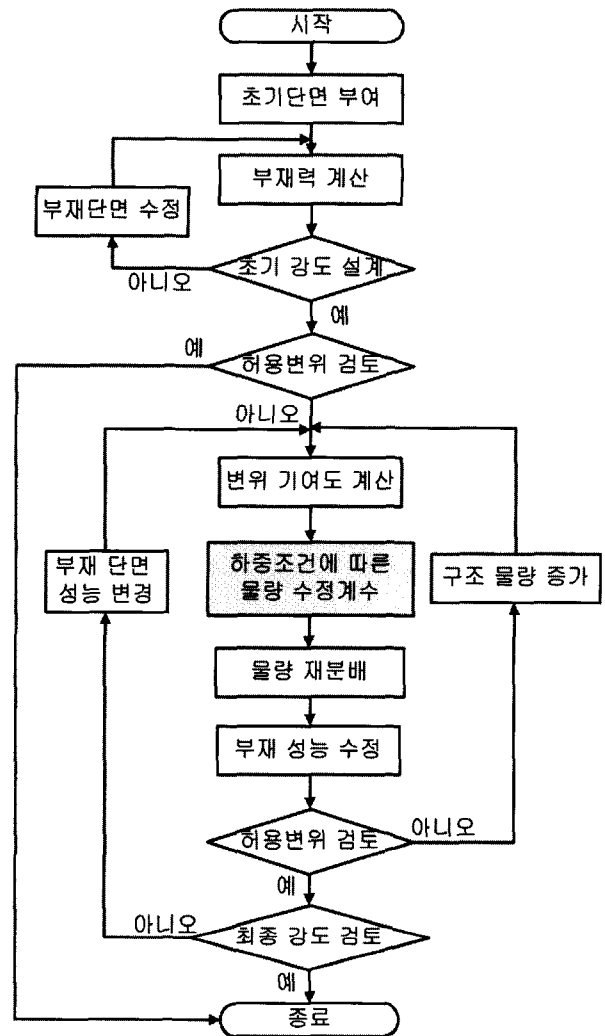 시작
초기단면 부여
부재력 계산
부재단면 수정
초기 강도 설계
아니오
예
예
허용변위 검토
아니오
변위 기여도 계산
부재 단면
성능 변경
하중조건에 따른
물량 수정계수
구조 물량 증가
물량 재분배
부재 성능 수정
허용변위 검토
아니오
예
아니오
최종 강도 검토
예
종료